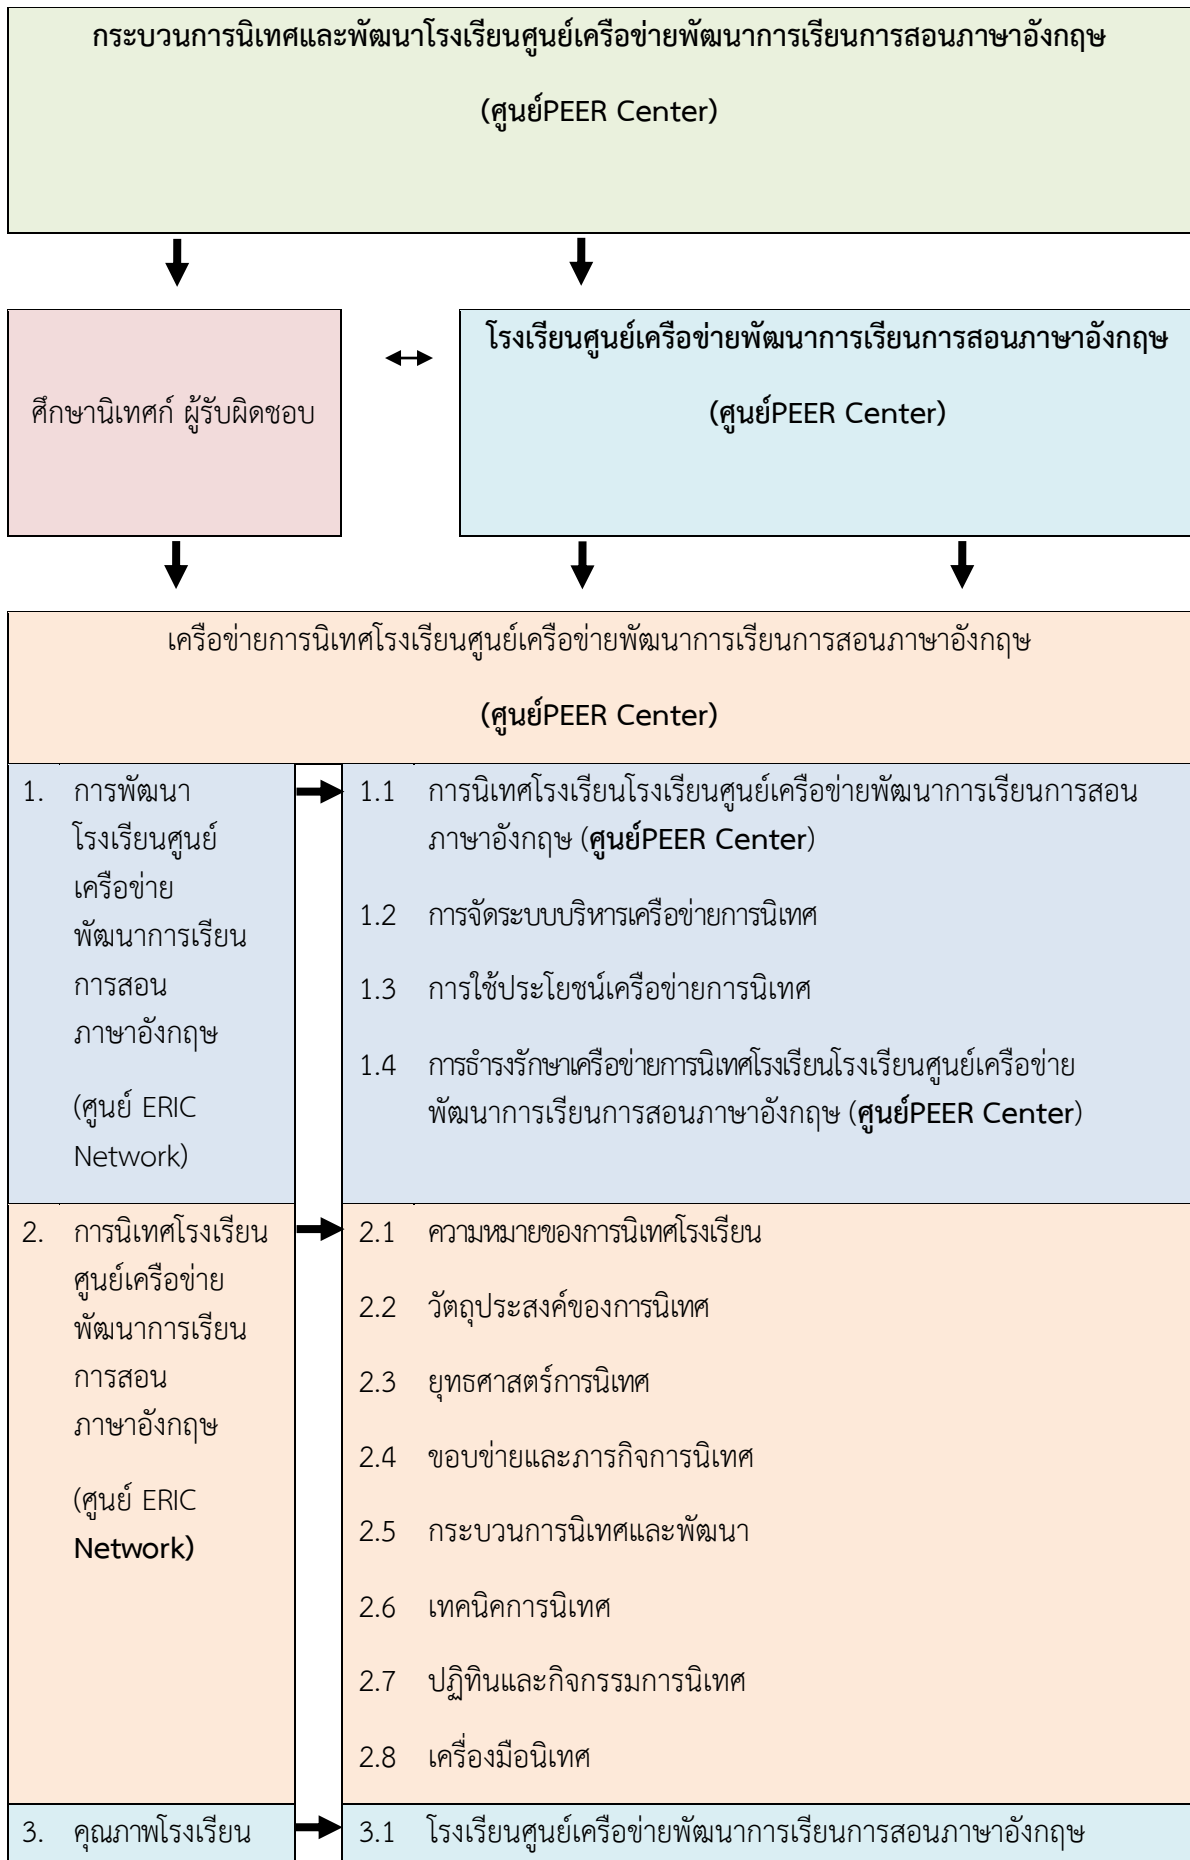 กระบวนการนิเทศและพัฒนาโรงเรียนศูนย์เครือข่ายพัฒนาการเรียนการสอนภาษาอังกฤษ
(ศูนย์PEER Center)
ศึกษานิเทศก์ ผู้รับผิดชอบ
โรงเรียนศูนย์เครือข่ายพัฒนาการเรียนการสอนภาษาอังกฤษ
(ศูนย์PEER Center)
เครือข่ายการนิเทศโรงเรียนศูนย์เครือข่ายพัฒนาการเรียนการสอนภาษาอังกฤษ
(ศูนย์PEER Center)
1. การพัฒนา
โรงเรียนศูนย์
เครือข่าย
พัฒนาการเรียน
การสอน
ภาษาอังกฤษ
(ศูนย์ ERIC
Network)
1.1 การนิเทศโรงเรียนโรงเรียนศูนย์เครือข่ายพัฒนาการเรียนการสอน
ภาษาอังกฤษ (ศูนย์PEER Center)
1.2 การจัดระบบบริหารเครือข่ายการนิเทศ
1.3 การใช้ประโยชน์เครือข่ายการนิเทศ
1.4 การธำรงรักษาเครือข่ายการนิเทศโรงเรียนโรงเรียนศูนย์เครือข่าย
พัฒนาการเรียนการสอนภาษาอังกฤษ (ศูนย์PEER Center)
2. การนิเทศโรงเรียน
ศูนย์เครือข่าย
พัฒนาการเรียน
การสอน
ภาษาอังกฤษ
(ศูนย์ ERIC
Network)
2.1 ความหมายของการนิเทศโรงเรียน
2.2 วัตถุประสงค์ของการนิเทศ
2.3 ยุทธศาสตร์การนิเทศ
2.4 ขอบข่ายและภารกิจการนิเทศ
2.5 กระบวนการนิเทศและพัฒนา
2.6 เทคนิคการนิเทศ
2.7 ปฏิทินและกิจกรรมการนิเทศ
2.8 เครื่องมือนิเทศ
3. คุณภาพโรงเรียน
3.1 โรงเรียนศูนย์เครือข่ายพัฒนาการเรียนการสอนภาษาอังกฤษ